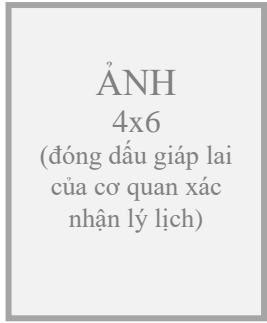 ẢNH
4x6
(đóng dấu giáp lai
của cơ quan xác
nhận lý lịch)